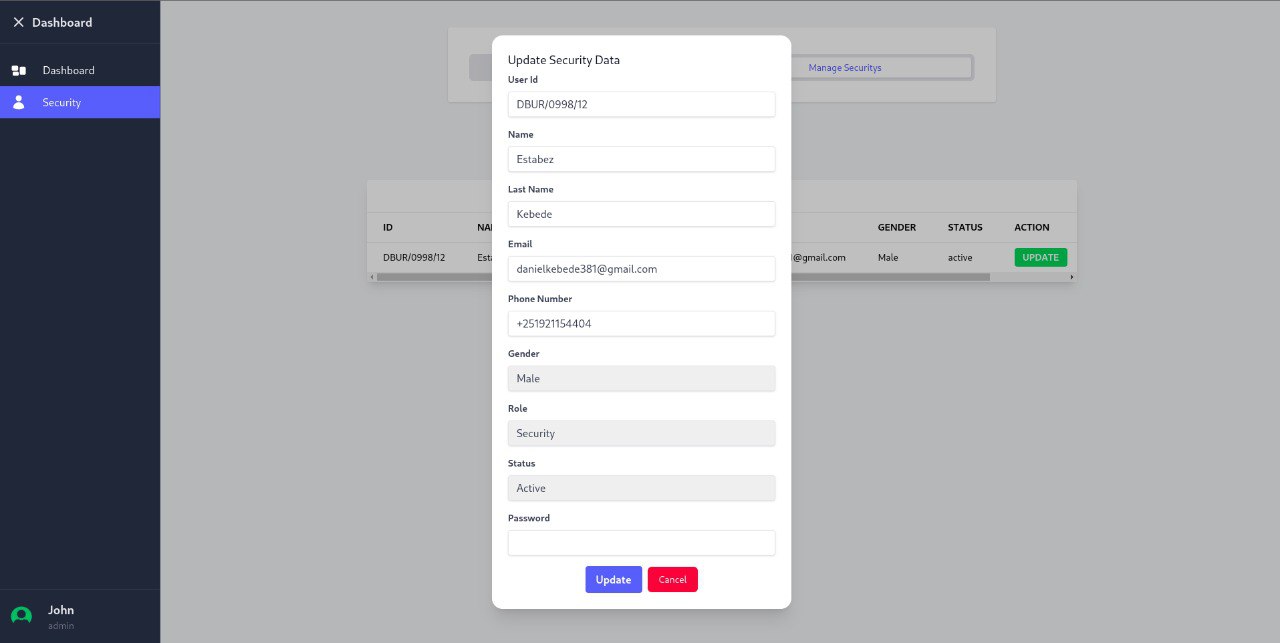 Dashboard
Dashboard
Security
Manage Securitys
Update Security Data
User Id
DBUR/0998/12
Name
Estabez
Last Name
Kebede
Email
danielkebede381@gmail.com
Phone Number
+251921154404
Gender
Male
Role
Security
Status
Active
Password
Update Cancel
ID GENDER STATUS ACTION
DBUR/0998/12 @gmail.com Male active UPDATE
John
admin